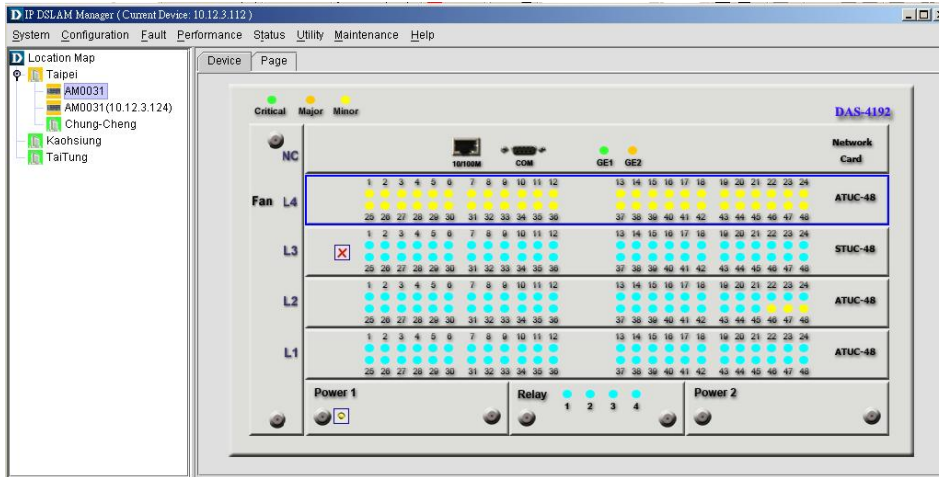 IP DSLAM Manager ( Current Device: 10.12.3.112 )
System Configuration Fault Performance Status Utility Maintenance Help
Location Map
Taipei
AM0031
AM0031(10.12.3.124)
Chung-Cheng
Kaohsiung
TaiTung
Device Page
Critical Major Minor
DAS-4192
NC
10/100M COM GE1 GE2
Network
Card
Fan
L4
1 2 3 4 5 6 7 8 9 10 11 12 13 14 15 16 17 18 19 20 21 22 23 24
25 26 27 28 29 30 31 32 33 34 35 36 37 38 39 40 41 42 43 44 45 46 47 48
ATUC-48
L3
1 2 3 4 5 6 7 8 9 10 11 12 13 14 15 16 17 18 19 20 21 22 23 24
25 26 27 28 29 30 31 32 33 34 35 36 37 38 39 40 41 42 43 44 45 46 47 48
STUC-48
L2
1 2 3 4 5 6 7 8 9 10 11 12 13 14 15 16 17 18 19 20 21 22 23 24
25 26 27 28 29 30 31 32 33 34 35 36 37 38 39 40 41 42 43 44 45 46 47 48
ATUC-48
L1
1 2 3 4 5 6 7 8 9 10 11 12 13 14 15 16 17 18 19 20 21 22 23 24
25 26 27 28 29 30 31 32 33 34 35 36 37 38 39 40 41 42 43 44 45 46 47 48
ATUC-48
Power 1
Relay
1 2 3 4
Power 2